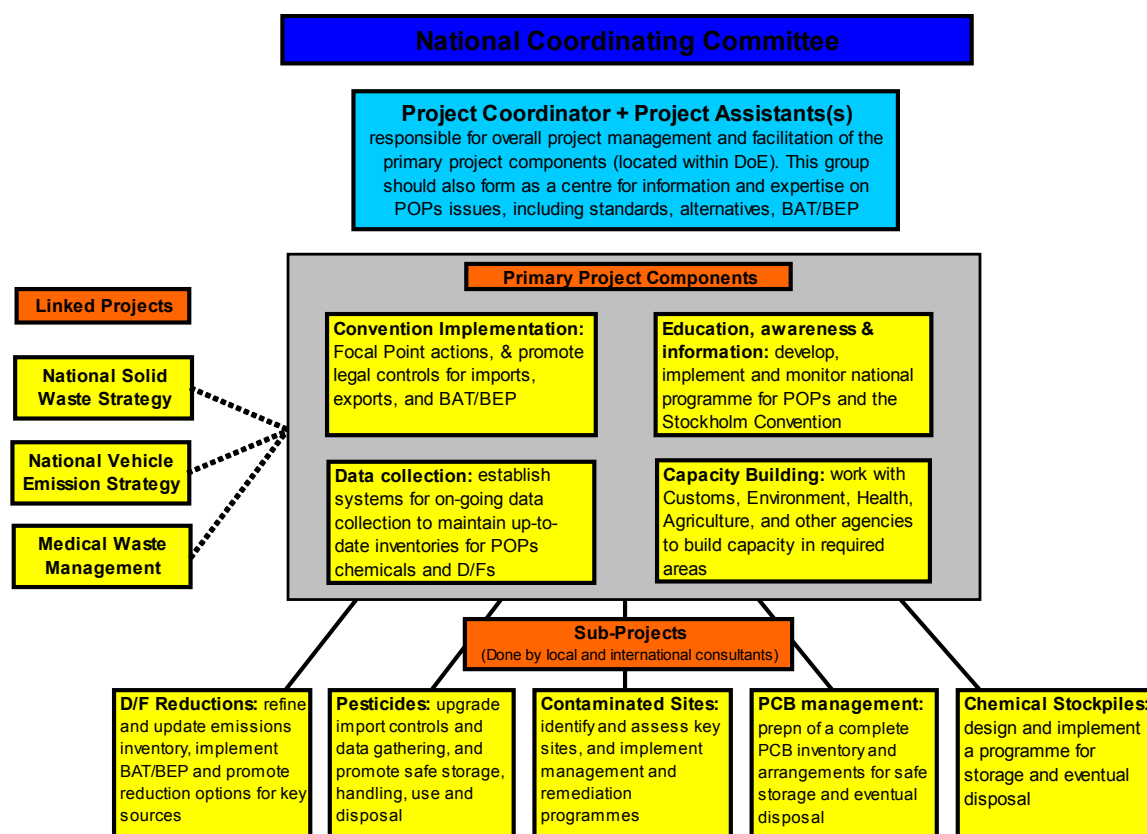 National Coordinating Committee
Project Coordinator + Project Assistants(s)
responsible for overall project management and facilitation of the
primary project components (located within DoE). This group
should also form as a centre for information and expertise on
POPs issues, including standards, alternatives, BAT/BEP
Primary Project Components
Linked Projects
National Solid
Waste Strategy
National Vehicle
Emission Strategy
Medical Waste
Management
Convention Implementation:
Focal Point actions, & promote
legal controls for imports,
exports, and BAT/BEP
Education, awareness &
information: develop,
implement and monitor national
programme for POPs and the
Stockholm Convention
Data collection: establish
systems for on-going data
collection to maintain up-to-
date inventories for POPs
chemicals and D/Fs
Capacity Building: work with
Customs, Environment, Health,
Agriculture, and other agencies
to build capacity in required
areas
Sub-Projects
(Done by local and international consultants)
D/F Reductions: refine
and update emissions
inventory, implement
BAT/BEP and promote
reduction options for key
sources
Pesticides: upgrade
import controls and
data gathering, and
promote safe storage,
handling, use and
disposal
Contaminated Sites:
identify and assess key
sites, and implement
management and
remediation
programmes
PCB management:
prepn of a complete
PCB inventory and
arrangements for safe
storage and eventual
disposal
Chemical Stockpiles:
design and implement
a programme for
storage and eventual
disposal